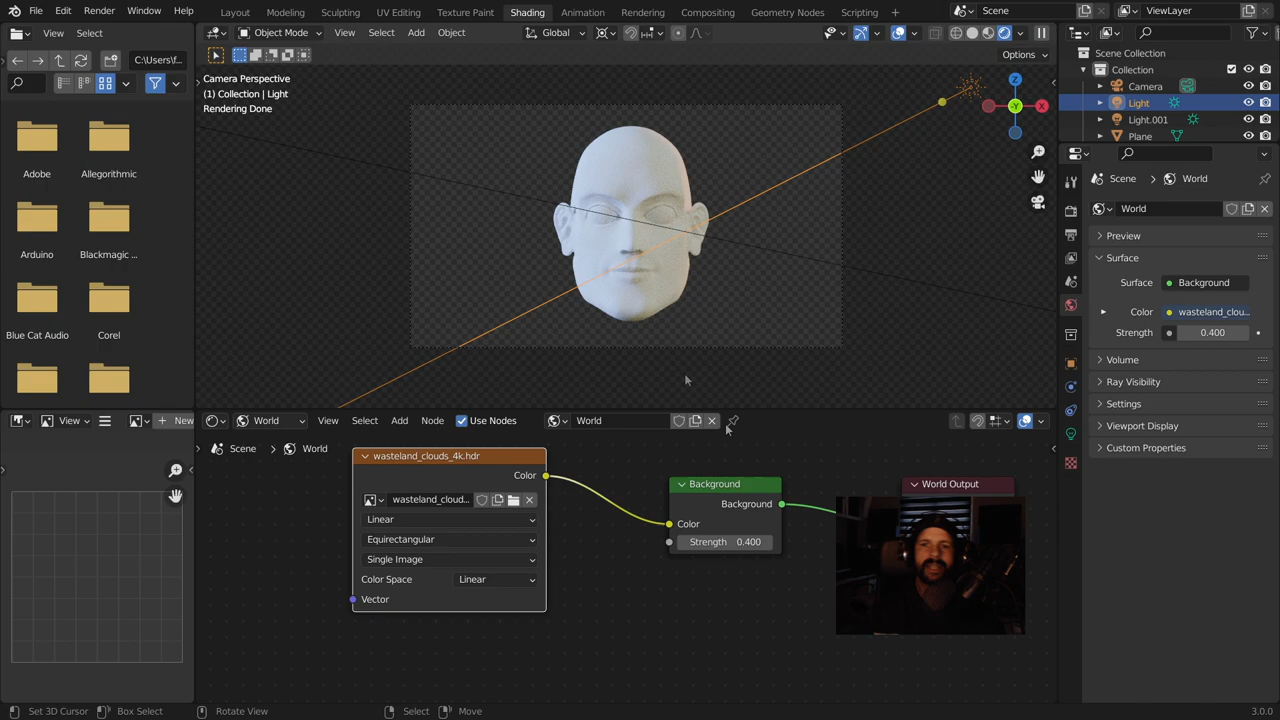 File Edit Render Window Help Layout Modeling Sculpting UV Editing Texture Paint Shading Animation Rendering Compositing Geometry Nodes Scripting Scene ViewLayer
View Select
Object Mode View Select Add Object Global
C:\Users\f...
Options
Camera Perspective
(1) Collection | Light
Rendering Done
Adobe Allegorithmic
Arduino Blackmagic ...
Blue Cat Audio Corel
X
-Y
Z
Scene Collection
Collection
Camera
Light
Light.001
Plane
Scene World
World
Preview
Surface
Surface Background
Color wasteland_clou...
Strength 0.400
Volume
Ray Visibility
Settings
Viewport Display
Custom Properties
View New
World View Select Add Node Use Nodes World
Scene World
wasteland_clouds_4k.hdr
Color
wasteland_cloud...
Linear
Equirectangular
Single Image
Color Space Linear
Vector
Background
Background
Color
Strength 0.400
World Output
Set 3D Cursor Box Select Rotate View Select Move 3.0.0